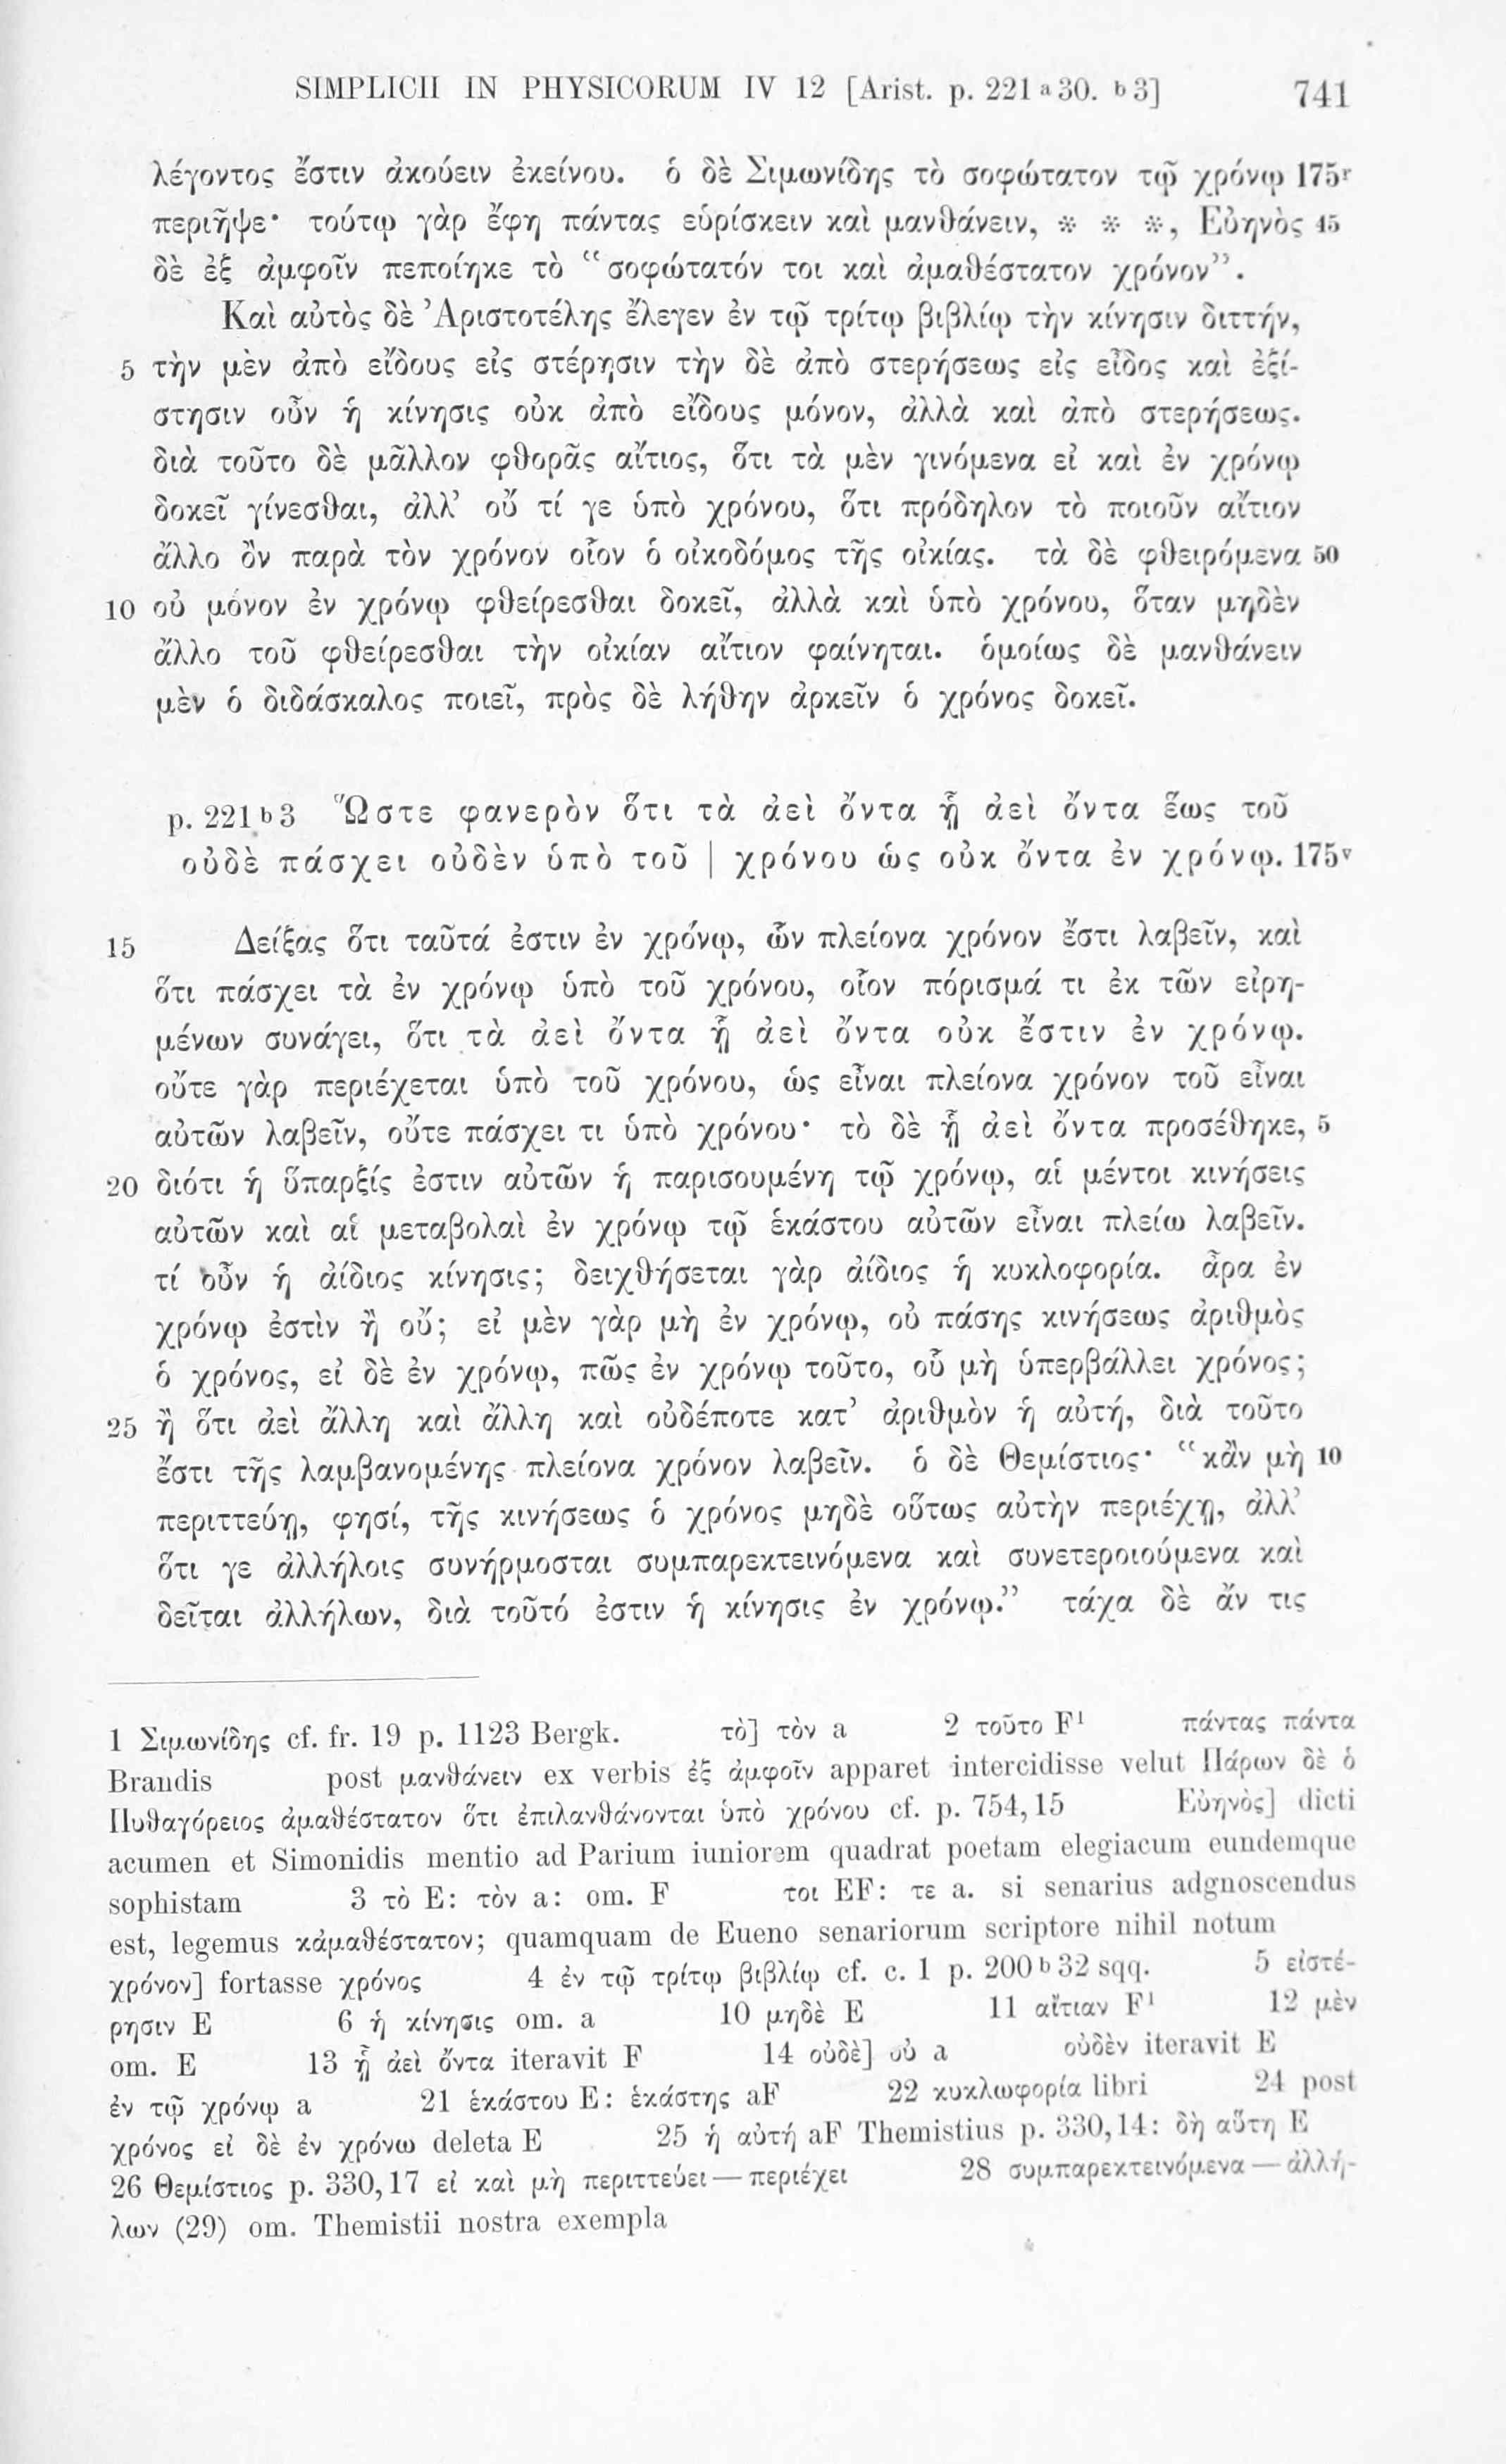 SIMPLICII IN PHYSICORUM IV 12 [Arist. p. 221 a 30. b 3] 741
λέγοντος ἔστιν ἀκούειν ἐκείνου. ὁ δὲ Σιμωνίδης τὸ σοφώτατον τῷ χρόνῳ 175r
περιῆψε· τούτῳ γὰρ ἔφη πάντας εὑρίσκειν καὶ μανθάνειν, * * *, Εὐηνὸς 45
δὲ ἐξ ἀμφοῖν πεποίηκε τὸ “σοφώτατόν τοι καὶ ἀμαθέστατον χρόνον”.
Καὶ αὐτὸς δὲ Ἀριστοτέλης ἔλεγεν ἐν τῷ τρίτῳ βιβλίῳ τὴν κίνησιν διττήν,
5 τὴν μὲν ἀπὸ εἴδους εἰς στέρησιν τὴν δὲ ἀπὸ στερήσεως εἰς εἶδος καὶ ἐξί-
στησιν οὖν ἡ κίνησις οὐκ ἀπὸ εἴδους μόνον, ἀλλὰ καὶ ἀπὸ στερήσεως.
διὰ τοῦτο δὲ μᾶλλον φθορᾶς αἴτιος, ὅτι τὰ μὲν γινόμενα εἰ καὶ ἐν χρόνῳ
δοκεῖ γίνεσθαι, ἀλλ’ οὔ τί γε ὑπὸ χρόνου, ὅτι πρόδηλον τὸ ποιοῦν αἴτιον
ἄλλο ὂν παρὰ τὸν χρόνον οἷον ὁ οἰκοδόμος τῆς οἰκίας. τὰ δὲ φθειρόμενα 50
10 οὐ μόνον ἐν χρόνῳ φθείρεσθαι δοκεῖ, ἀλλὰ καὶ ὑπὸ χρόνου, ὅταν μηδὲν
ἄλλο τοῦ φθείρεσθαι τὴν οἰκίαν αἴτιον φαίνηται. ὁμοίως δὲ μανθάνειν
μὲν ὁ διδάσκαλος ποιεῖ, πρὸς δὲ λήθην ἀρκεῖν ὁ χρόνος δοκεῖ.
p. 221 b 3 Ὥστε φανερὸν ὅτι τὰ ἀεὶ ὄντα ᾗ ἀεὶ ὄντα ἕως τοῦ
οὐδὲ πάσχει οὐδὲν ὑπὸ τοῦ | χρόνου ὡς οὐκ ὄντα ἐν χρόνῳ. 175v
15 Δείξας ὅτι ταῦτά ἐστιν ἐν χρόνῳ, ὧν πλείονα χρόνον ἔστι λαβεῖν, καὶ
ὅτι πάσχει τὰ ἐν χρόνῳ ὑπὸ τοῦ χρόνου, οἷον πόρισμά τι ἐκ τῶν εἰρη-
μένων συνάγει, ὅτι τὰ ἀεὶ ὄντα ᾗ ἀεὶ ὄντα οὐκ ἔστιν ἐν χρόνῳ.
οὔτε γὰρ περιέχεται ὑπὸ τοῦ χρόνου, ὡς εἶναι πλείονα χρόνον τοῦ εἶναι
αὐτῶν λαβεῖν, οὔτε πάσχει τι ὑπὸ χρόνου· τὸ δὲ ᾗ ἀεὶ ὄντα προσέθηκε, 5
20 διότι ἡ ὕπαρξίς ἐστιν αὐτῶν ἡ παρισουμένη τῷ χρόνῳ, αἱ μέντοι κινήσεις
αὐτῶν καὶ αἱ μεταβολαὶ ἐν χρόνῳ τῷ ἑκάστου αὐτῶν εἶναι πλείω λαβεῖν.
τί οὖν ἡ ἀίδιος κίνησις; δειχθήσεται γὰρ ἀίδιος ἡ κυκλοφορία. ἆρα ἐν
χρόνῳ ἐστὶν ἢ οὔ; εἰ μὲν γὰρ μὴ ἐν χρόνῳ, οὐ πάσης κινήσεως ἀριθμὸς
ὁ χρόνος, εἰ δὲ ἐν χρόνῳ, πῶς ἐν χρόνῳ τοῦτο, οὗ μὴ ὑπερβάλλει χρόνος;
25 ἢ ὅτι ἀεὶ ἄλλη καὶ ἄλλη καὶ οὐδέποτε κατ’ ἀριθμὸν ἡ αὐτή, διὰ τοῦτο
ἔστι τῆς λαμβανομένης πλείονα χρόνον λαβεῖν. ὁ δὲ Θεμίστιος· “κἂν μὴ 10
περιττεύῃ, φησί, τῆς κινήσεως ὁ χρόνος μηδὲ οὕτως αὐτὴν περιέχῃ, ἀλλ’
ὅτι γε ἀλλήλοις συνήρμοσται συμπαρεκτεινόμενα καὶ συνετεροιούμενα καὶ
δεῖται ἀλλήλων, διὰ τοῦτό ἐστιν ἡ κίνησις ἐν χρόνῳ.” τάχα δὲ ἄν τις
1 Σιμωνίδης cf. fr. 19 p. 1123 Bergk. τὸ] τὸν a 2 τοῦτο F¹ πάντας πάντα
Brandis post μανθάνειν ex verbis ἐξ ἀμφοῖν apparet intercidisse velut Πάρων δὲ ὁ
Πυθαγόρειος ἀμαθέστατον ὅτι ἐπιλανθάνονται ὑπὸ χρόνου cf. p. 754,15 Εὐηνὸς] dicti
acumen et Simonidis mentio ad Parium iuniorem quadrat poetam elegiacum eundemque
sophistam 3 τὸ E: τὸν a: om. F τοι EF: τε a. si senarius adgnoscendus
est, legemus κἀμαθέστατον; quamquam de Eueno senariorum scriptore nihil notum
χρόνον] fortasse χρόνος 4 ἐν τῷ τρίτῳ βιβλίῳ cf. c. 1 p. 200 b 32 sqq. 5 εἰστέ-
ρησιν E 6 ἡ κίνησις om. a 10 μηδὲ E 11 αἴτιαν F¹ 12 μὲν
om. E 13 ᾗ ἀεὶ ὄντα iteravit F 14 οὐδὲ] οὐ a οὐδὲν iteravit E
ἐν τῷ χρόνῳ a 21 ἑκάστου E: ἑκάστης aF 22 κυκλωφορία libri 24 post
χρόνος εἰ δὲ ἐν χρόνω deleta E 25 ἡ αὐτή aF Themistius p. 330,14: δὴ αὕτη E
26 Θεμίστιος p. 330,17 εἰ καὶ μὴ περιττεύει — περιέχει 28 συμπαρεκτεινόμενα — ἀλλή-
λων (29) om. Themistii nostra exempla